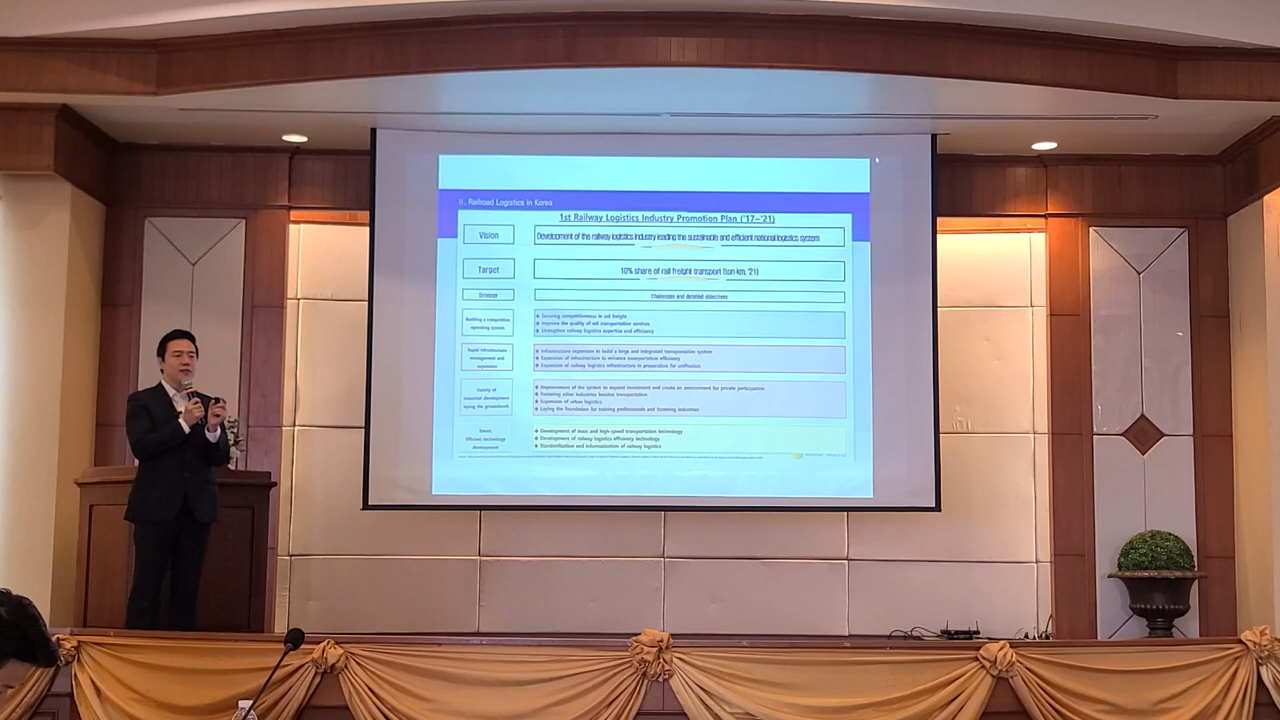 II. Railroad Logistics in Korea
1st Railway Logistics Industry Promotion Plan ('17~'21)
Vision
Development of the railway logistics industry leading the sustainable and efficient national logistics system
Target
10% share of rail freight transport (ton·km, '21)
Strategy
Challenges and detailed objectives
Building a competitive
operating system
Securing competitiveness in rail freight
Improve the quality of rail transportation services
Strengthen railway logistics expertise and efficiency
Rapid infrastructure
management and
expansion
Infrastructure expansion to build a large and integrated transportation system
Expansion of infrastructure to enhance transportation efficiency
Expansion of railway logistics infrastructure in preparation for unification
Variety of
industrial development
laying the groundwork
Improvement of the system to expand investment and create an environment for private participation
Fostering other industries besides transportation
Expansion of urban logistics
Laying the foundation for training professionals and fostering industries
Smart,
Efficient technology
development
Development of mass and high-speed transportation technology
Development of railway logistics efficiency technology
Standardization and informatization of railway logistics